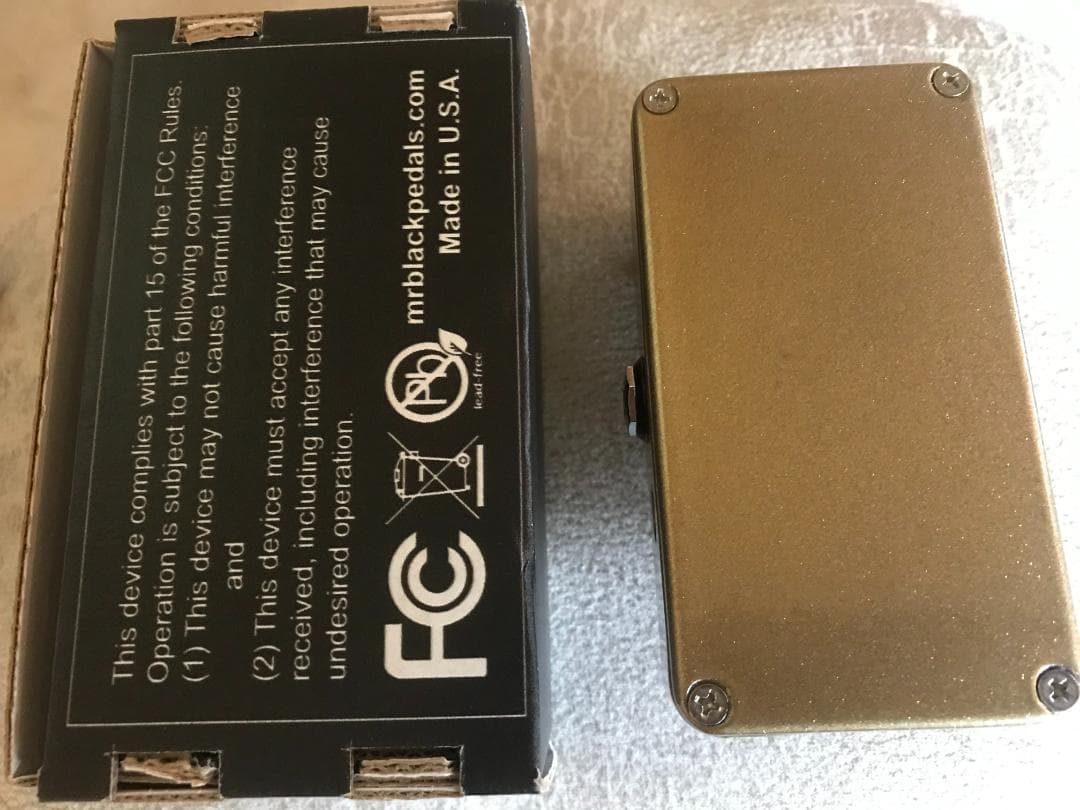 This device complies with part 15 of the FCC Rules.
Operation is subject to the following conditions:
(1) This device may not cause harmful interference
and
(2) This device must accept any interference
received, including interference that may cause
undesired operation.
FC
Pb
lead-free
mrblackpedals.com
Made in U.S.A.